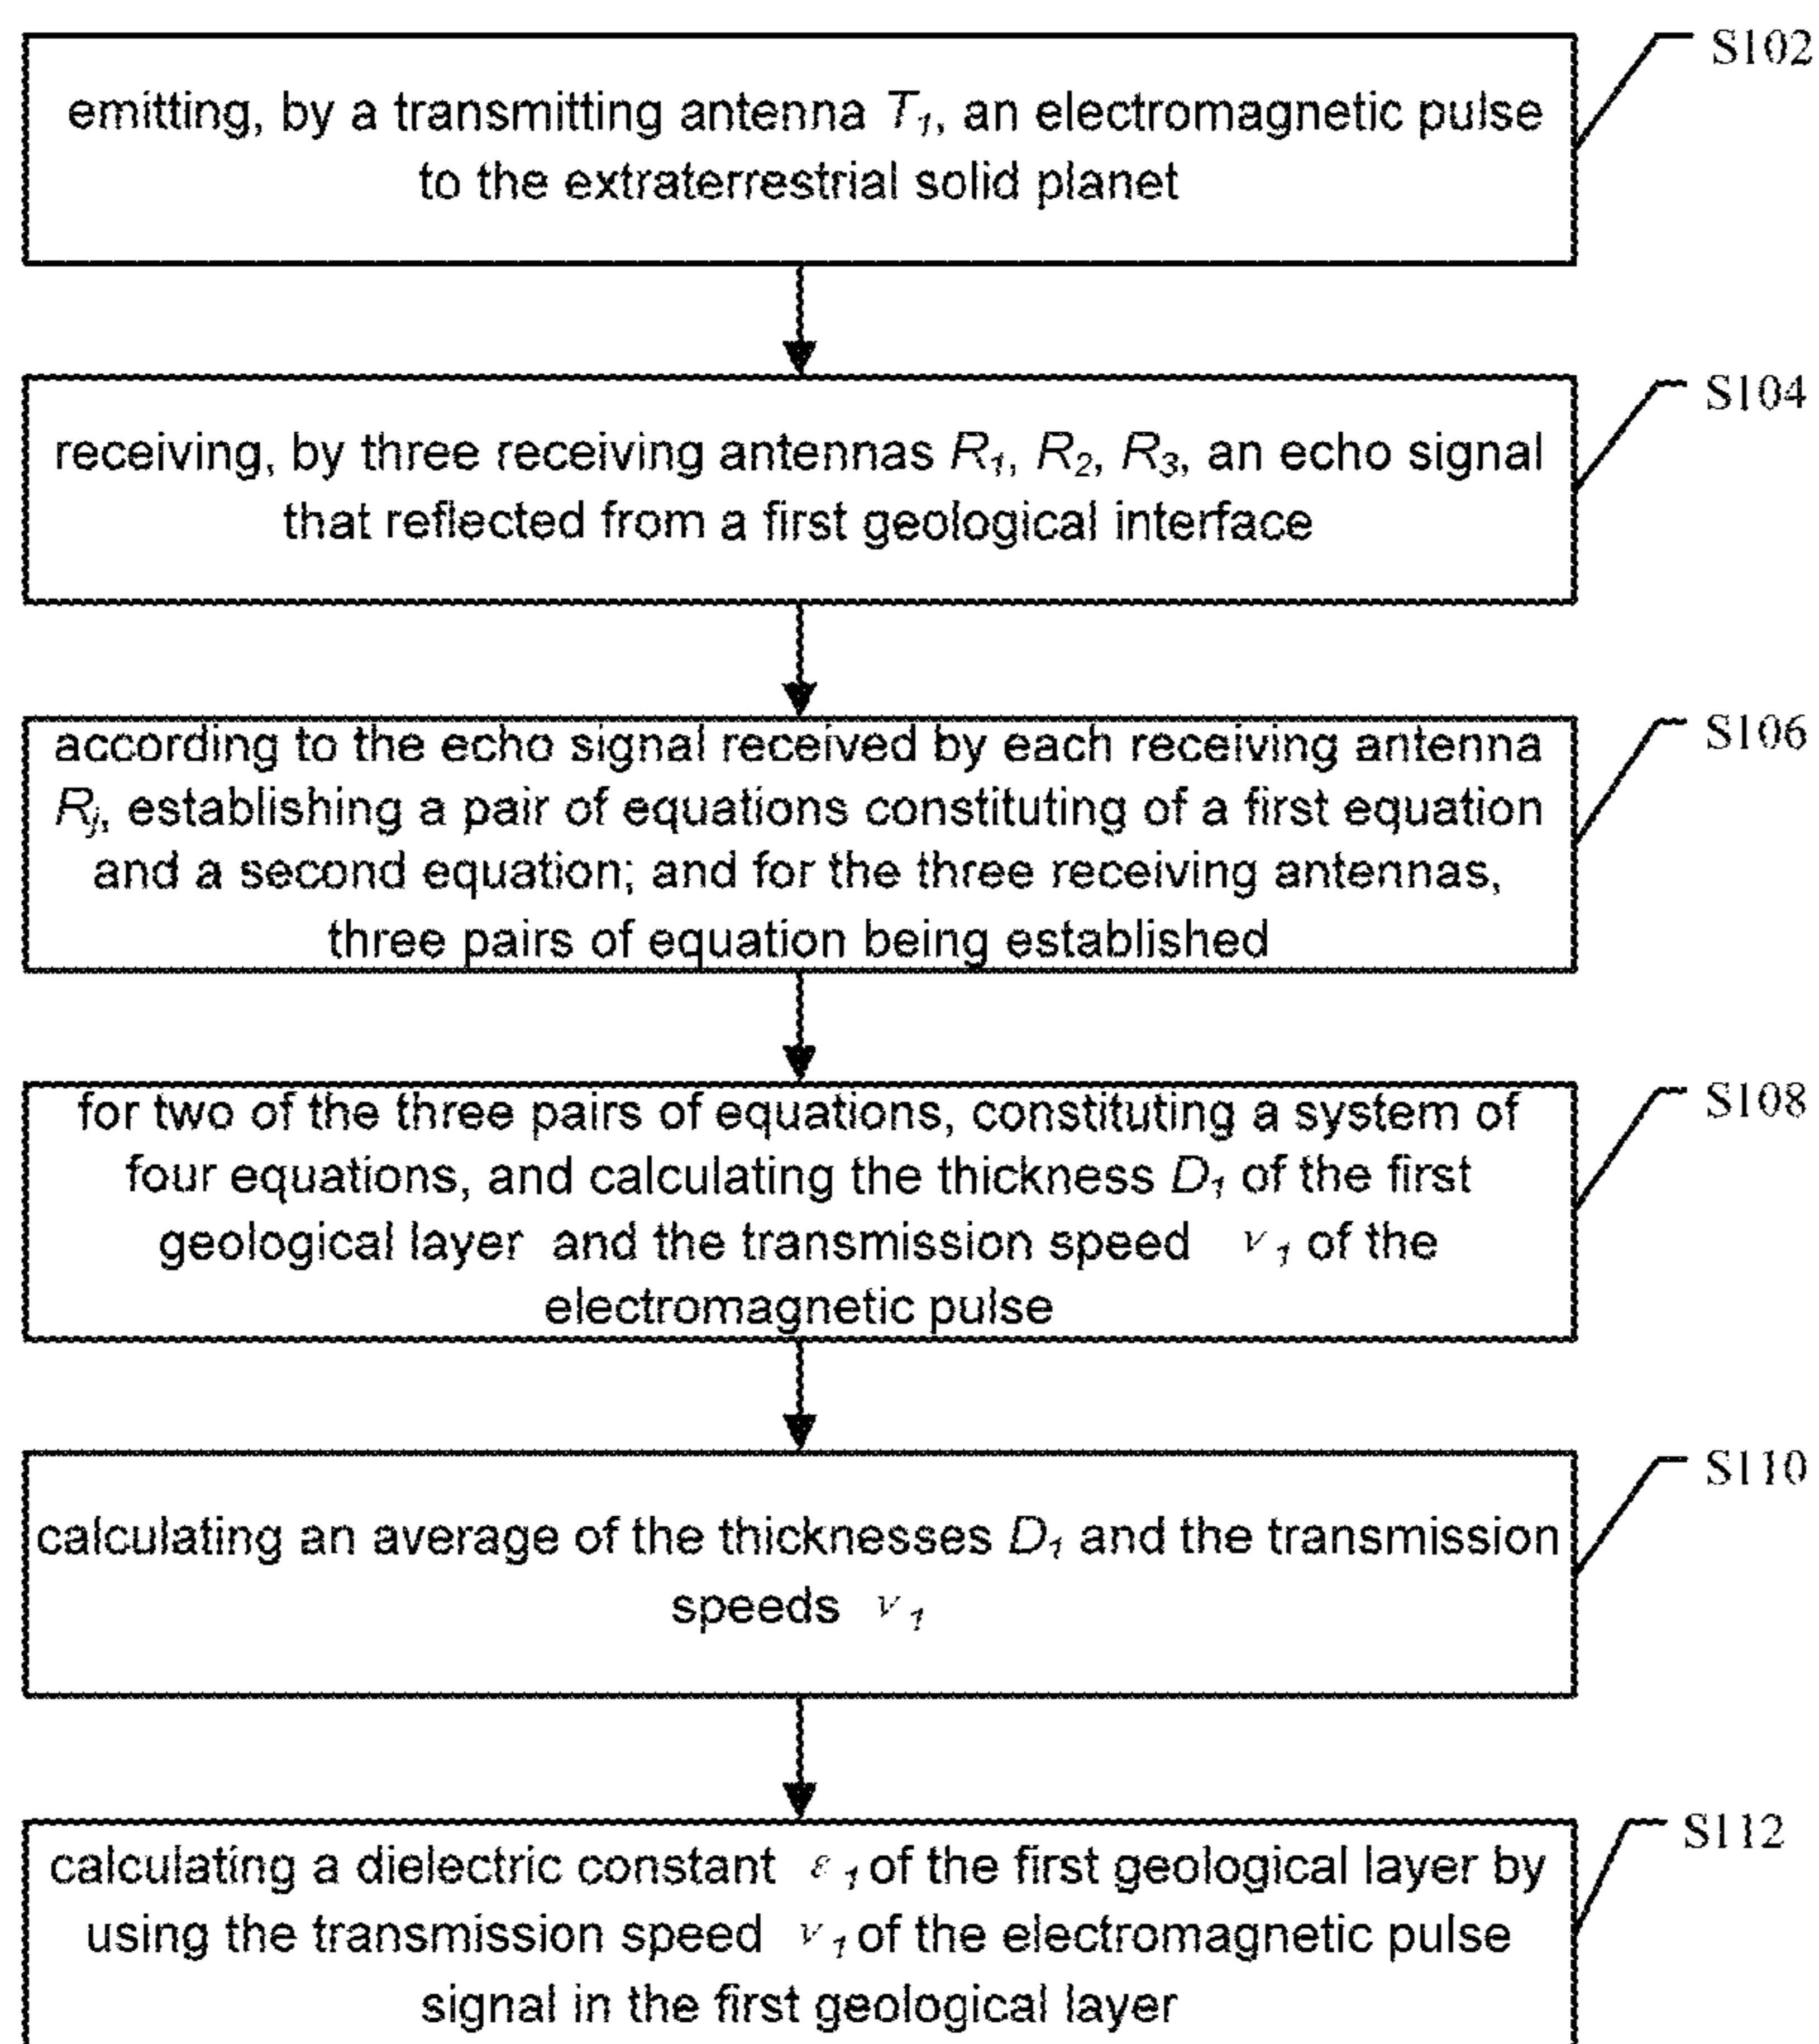 S102
emitting, by a transmitting antenna T₁, an electromagnetic pulse
to the extraterrestrial solid planet
S104
receiving, by three receiving antennas R₁, R₂, R₃, an echo signal
that reflected from a first geological interface
S106
according to the echo signal received by each receiving antenna
Rⱼ, establishing a pair of equations constituting of a first equation
and a second equation; and for the three receiving antennas,
three pairs of equation being established
S108
for two of the three pairs of equations, constituting a system of
four equations, and calculating the thickness D₁ of the first
geological layer and the transmission speed v₁ of the
electromagnetic pulse
S110
calculating an average of the thicknesses D₁ and the transmission
speeds v₁
S112
calculating a dielectric constant ε₁ of the first geological layer by
using the transmission speed v₁ of the electromagnetic pulse
signal in the first geological layer